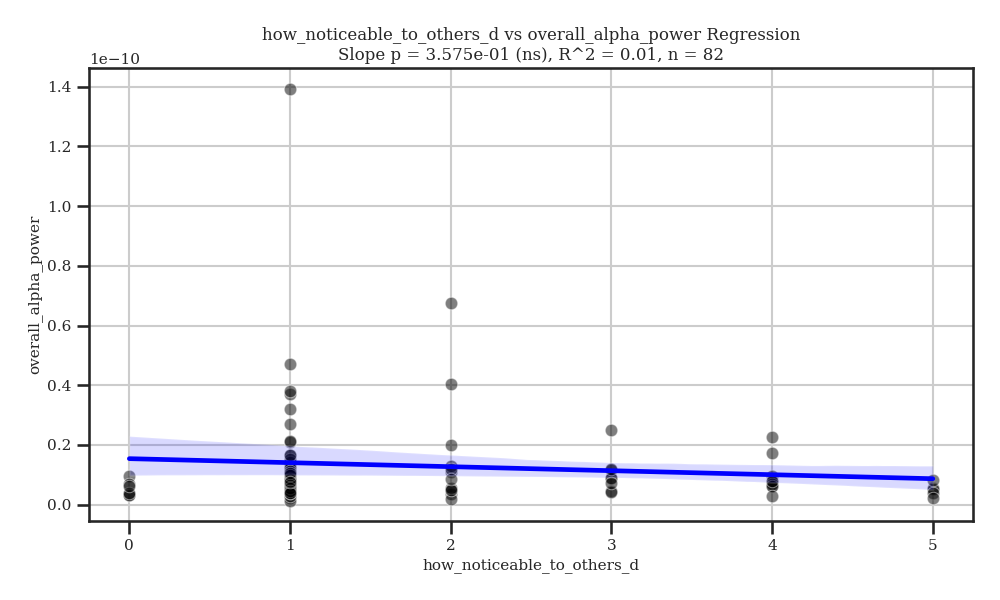 how_noticeable_to_others_d vs overall_alpha_power Regression
Slope p = 3.575e-01 (ns), R^2 = 0.01, n = 82
1e−10
1.4
1.2
1.0
0.8
0.6
0.4
0.2
0.0
overall_alpha_power
0 1 2 3 4 5
how_noticeable_to_others_d